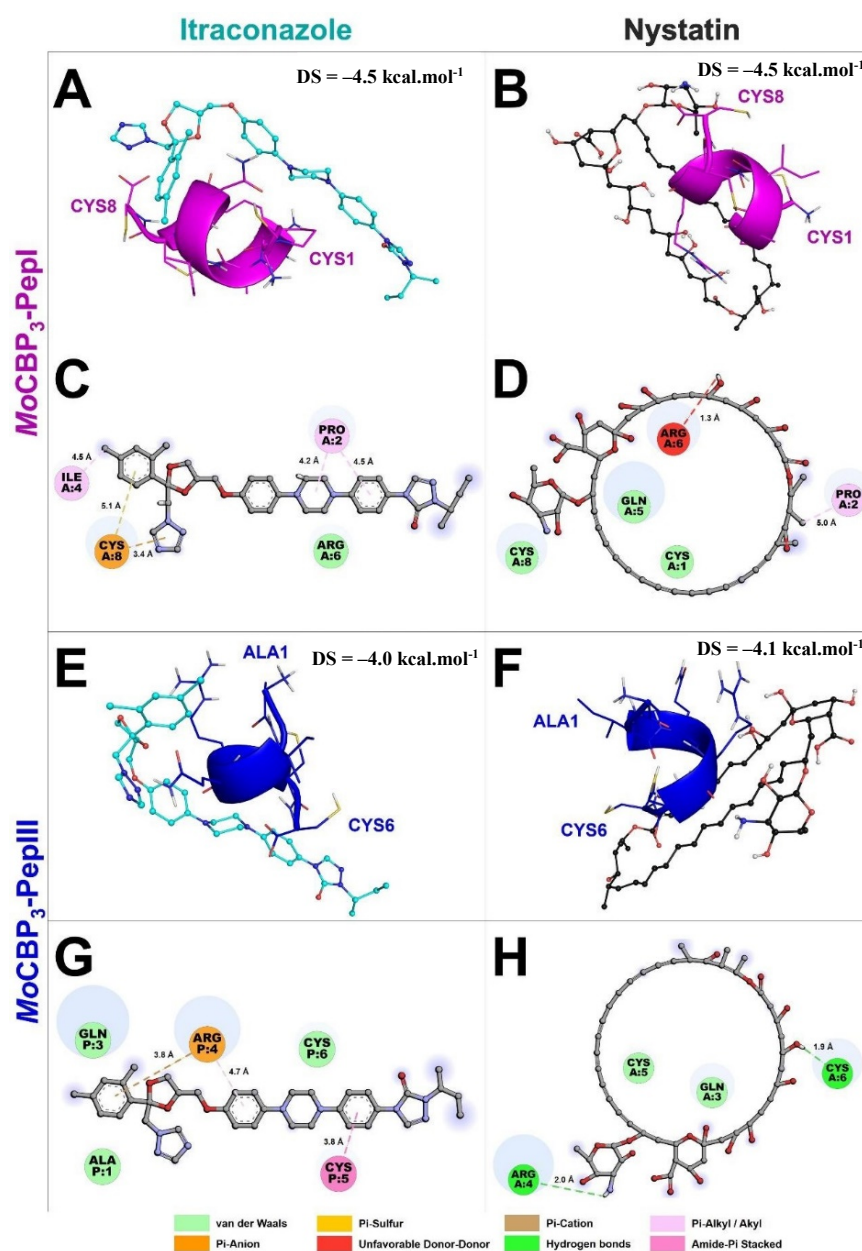 Itraconazole
Nystatin
MoCBP₃-PepI
A
DS = –4.5 kcal.mol⁻¹
CYS8
CYS1
B
DS = –4.5 kcal.mol⁻¹
CYS8
CYS1
C
PRO
A:2
4.5 Å
4.2 Å
4.5 Å
ILE
A:4
5.1 Å
CYS
A:8
3.4 Å
ARG
A:6
D
1.3 Å
ARG
A:6
GLN
A:5
PRO
A:2
5.0 Å
CYS
A:8
CYS
A:1
MoCBP₃-PepIII
E
ALA1
DS = –4.0 kcal.mol⁻¹
CYS6
F
DS = –4.1 kcal.mol⁻¹
ALA1
CYS6
G
GLN
P:3
ARG
P:4
CYS
P:6
3.8 Å
4.7 Å
ALA
P:1
3.8 Å
CYS
P:5
H
1.9 Å
CYS
A:5
CYS
A:6
GLN
A:3
ARG
A:4
2.0 Å
van der Waals
Pi-Sulfur
Pi-Cation
Pi-Alkyl / Akyl
Pi-Anion
Unfavorable Donor-Donor
Hydrogen bonds
Amide-Pi Stacked